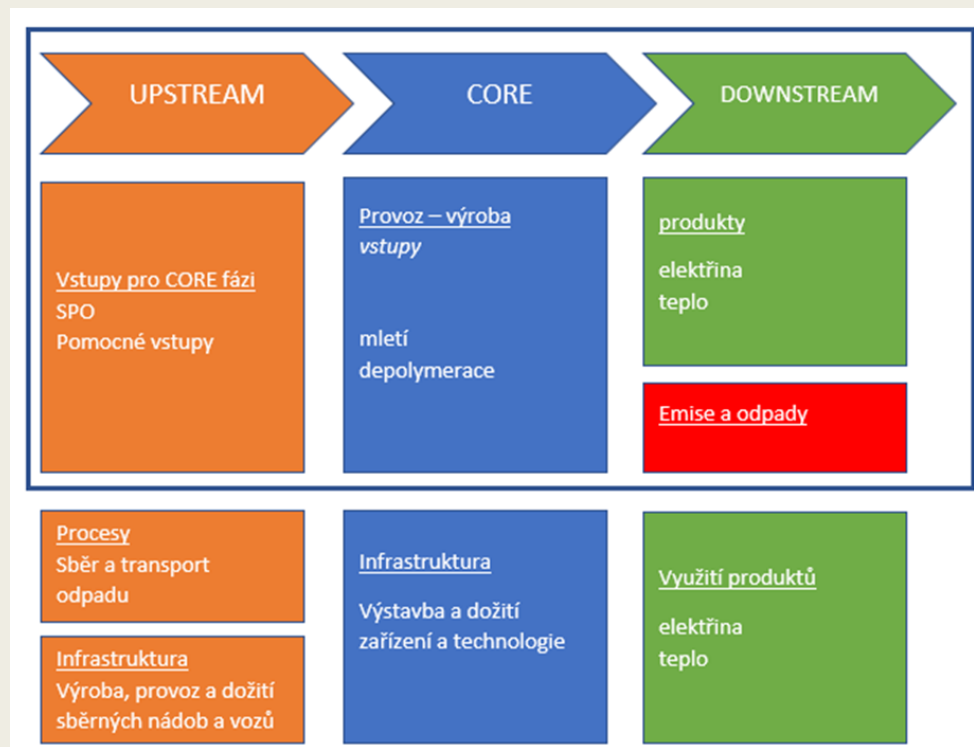 UPSTREAM
CORE
DOWNSTREAM
Vstupy pro CORE fázi
SPO
Pomocné vstupy
Provoz – výroba
vstupy
mletí
depolymerace
produkty
elektřina
teplo
Emise a odpady
Procesy
Sběr a transport
odpadu
Infrastruktura
Výroba, provoz a dožití
sběrných nádob a vozů
Infrastruktura
Výstavba a dožití
zařízení a technologie
Využití produktů
elektřina
teplo